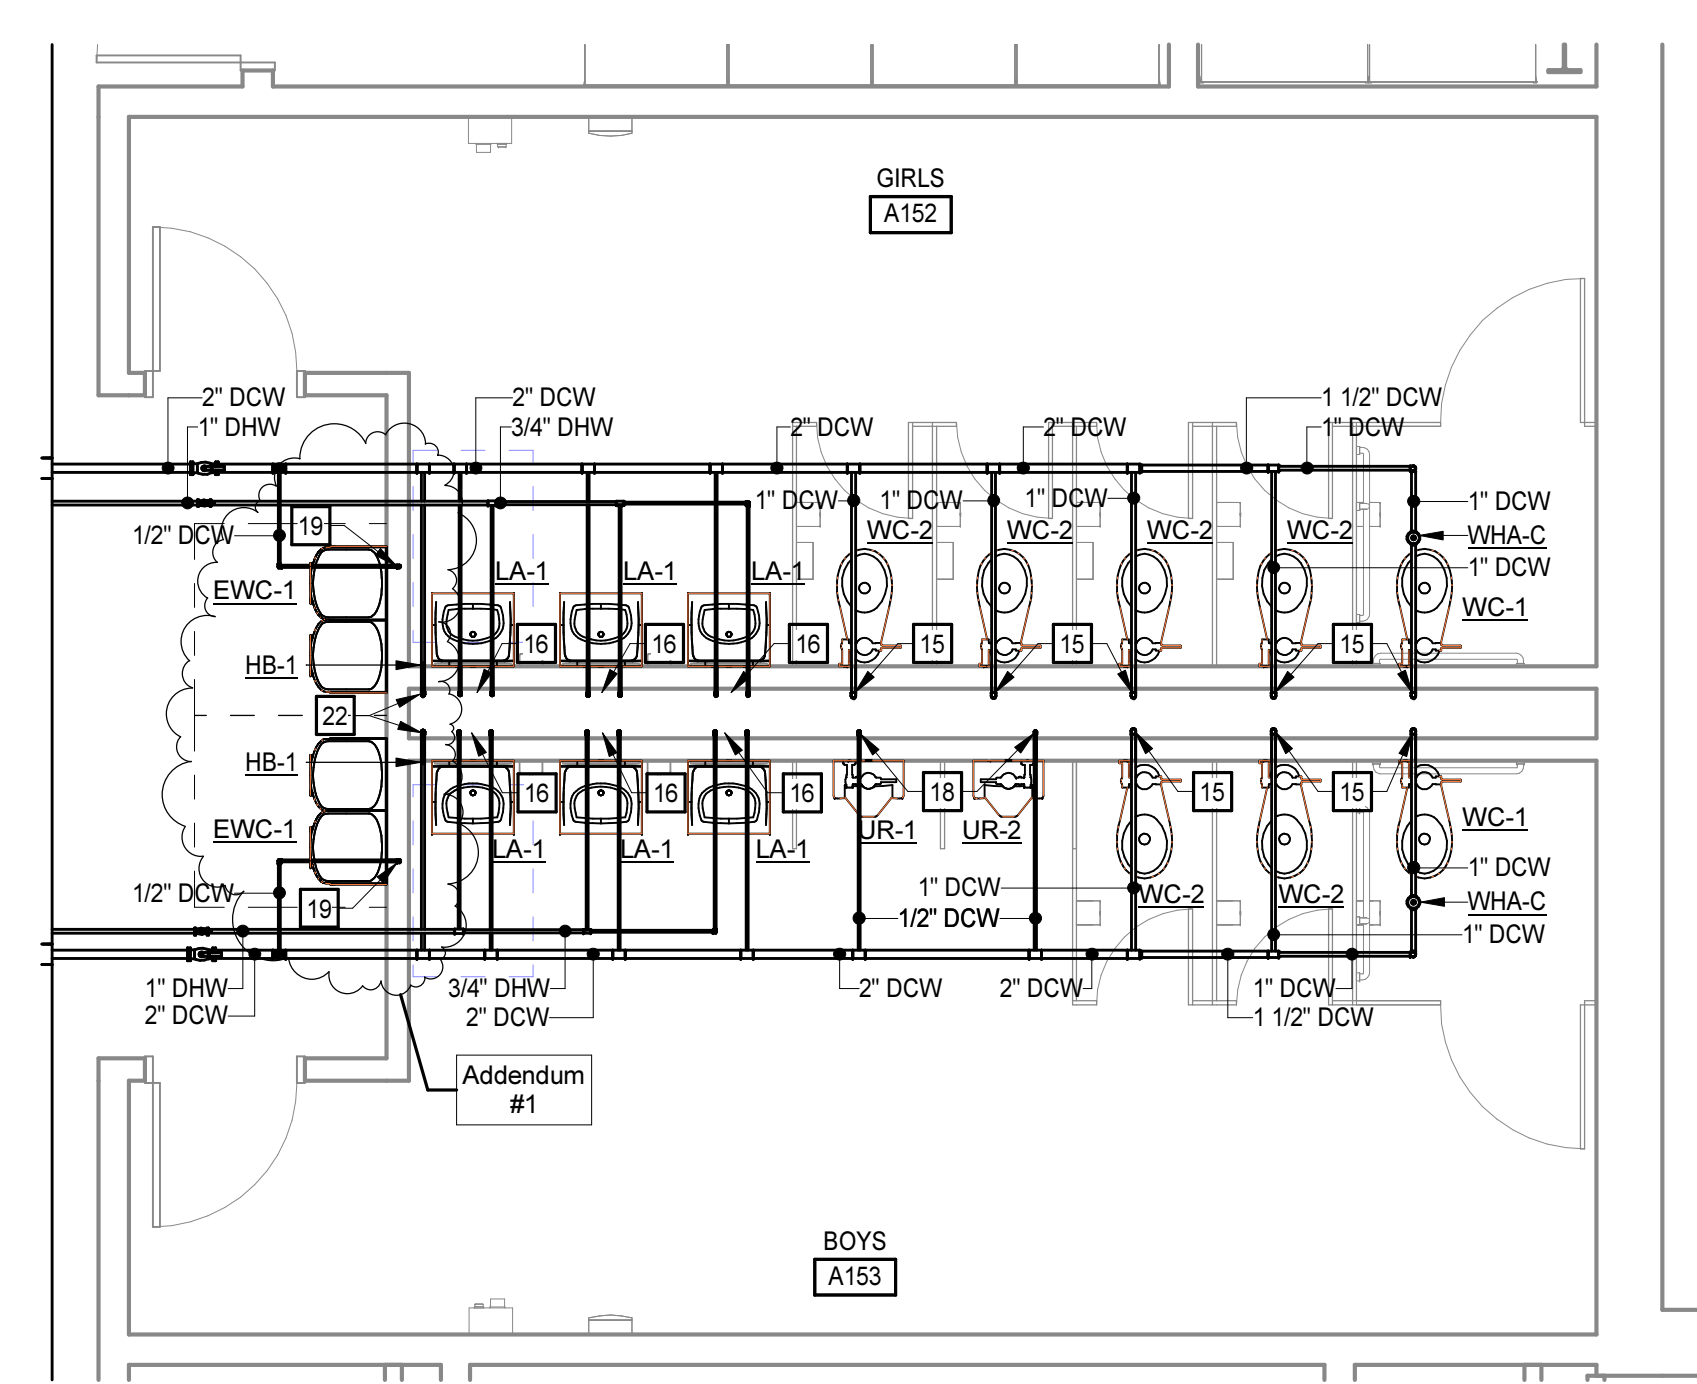 GIRLS
A152
2" DCW
2" DCW
1 1/2" DCW
1" DHW
3/4" DHW
2" DCW
2" DCW
1" DCW
1" DCW
1" DCW
1" DCW
1" DCW
1/2" DCW
19
WC-2
WC-2
WC-2
WC-2
WHA-C
1" DCW
EWC-1
LA-1
LA-1
LA-1
WC-1
16
16
16
15
15
15
HB-1
22
HB-1
16
16
16
18
15
15
EWC-1
UR-1
UR-2
WC-1
LA-1
LA-1
LA-1
1" DCW
1/2" DCW
19
1" DCW
WC-2
WC-2
WHA-C
1/2" DCW
1" DCW
1" DHW
3/4" DHW
2" DCW
2" DCW
1" DCW
2" DCW
2" DCW
1 1/2" DCW
Addendum
#1
BOYS
A153